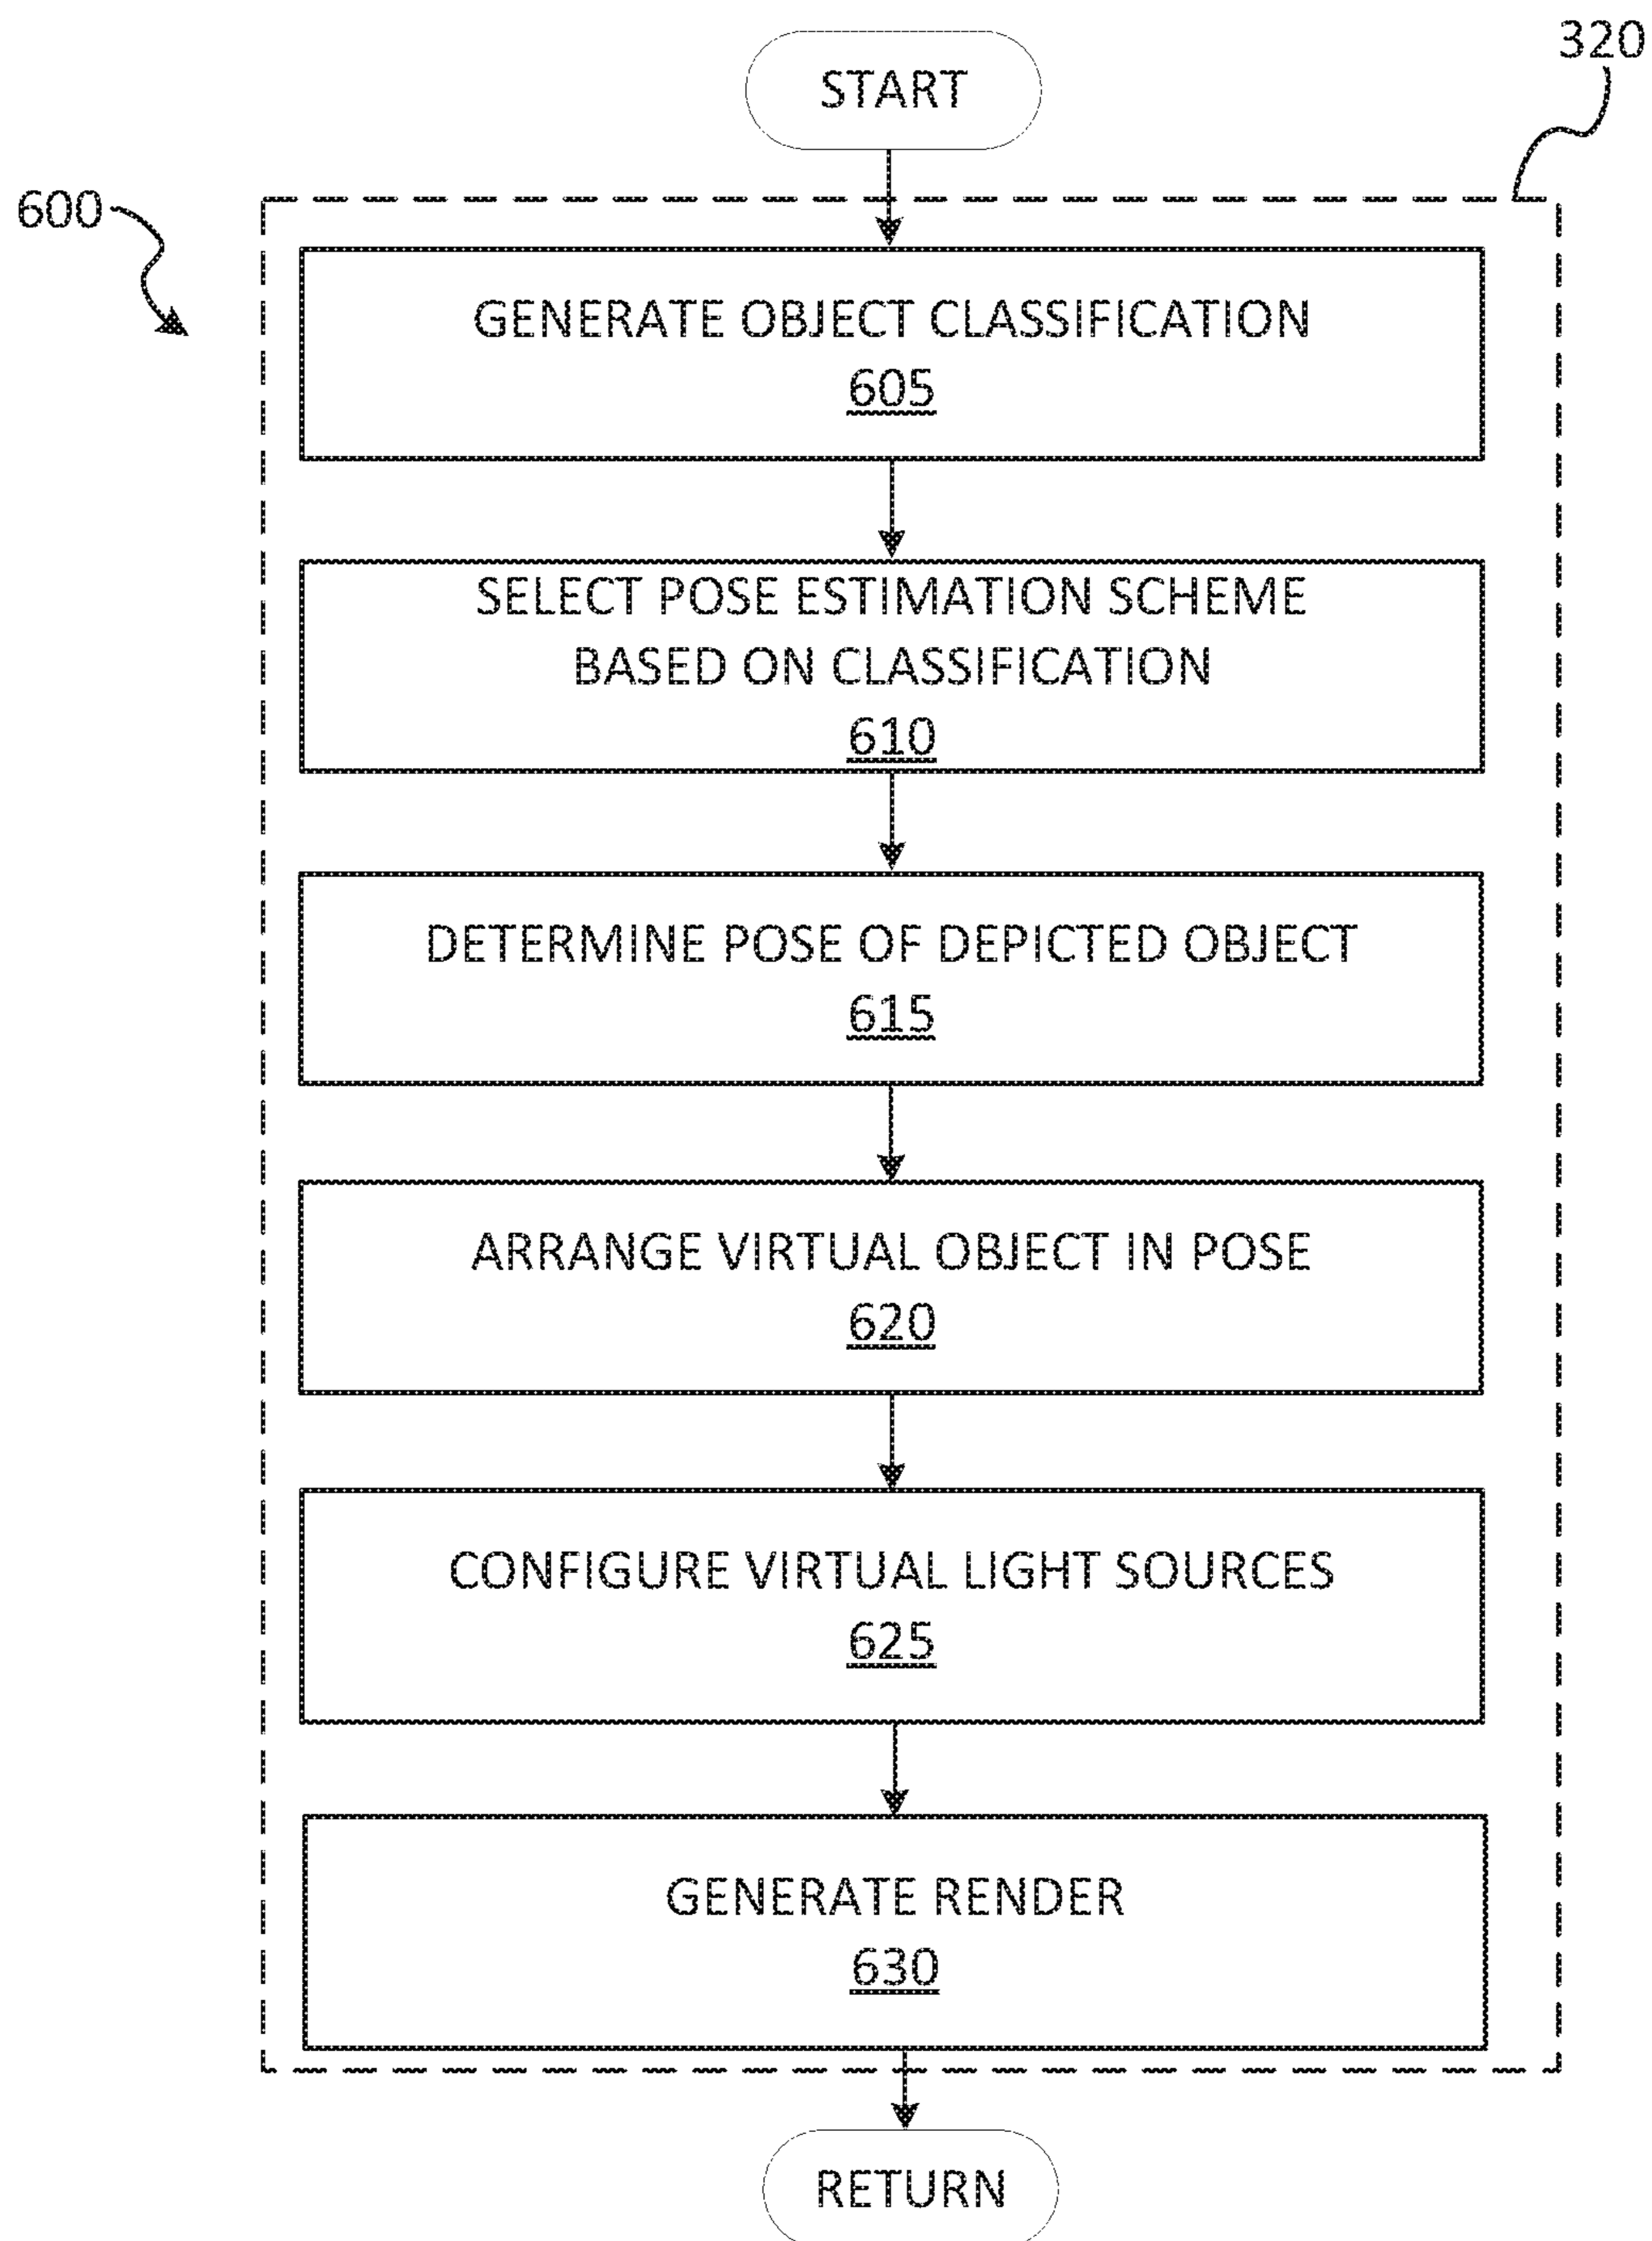 320
START
600
GENERATE OBJECT CLASSIFICATION
605
SELECT POSE ESTIMATION SCHEME
BASED ON CLASSIFICATION
610
DETERMINE POSE OF DEPICTED OBJECT
615
ARRANGE VIRTUAL OBJECT IN POSE
620
CONFIGURE VIRTUAL LIGHT SOURCES
625
GENERATE RENDER
630
RETURN